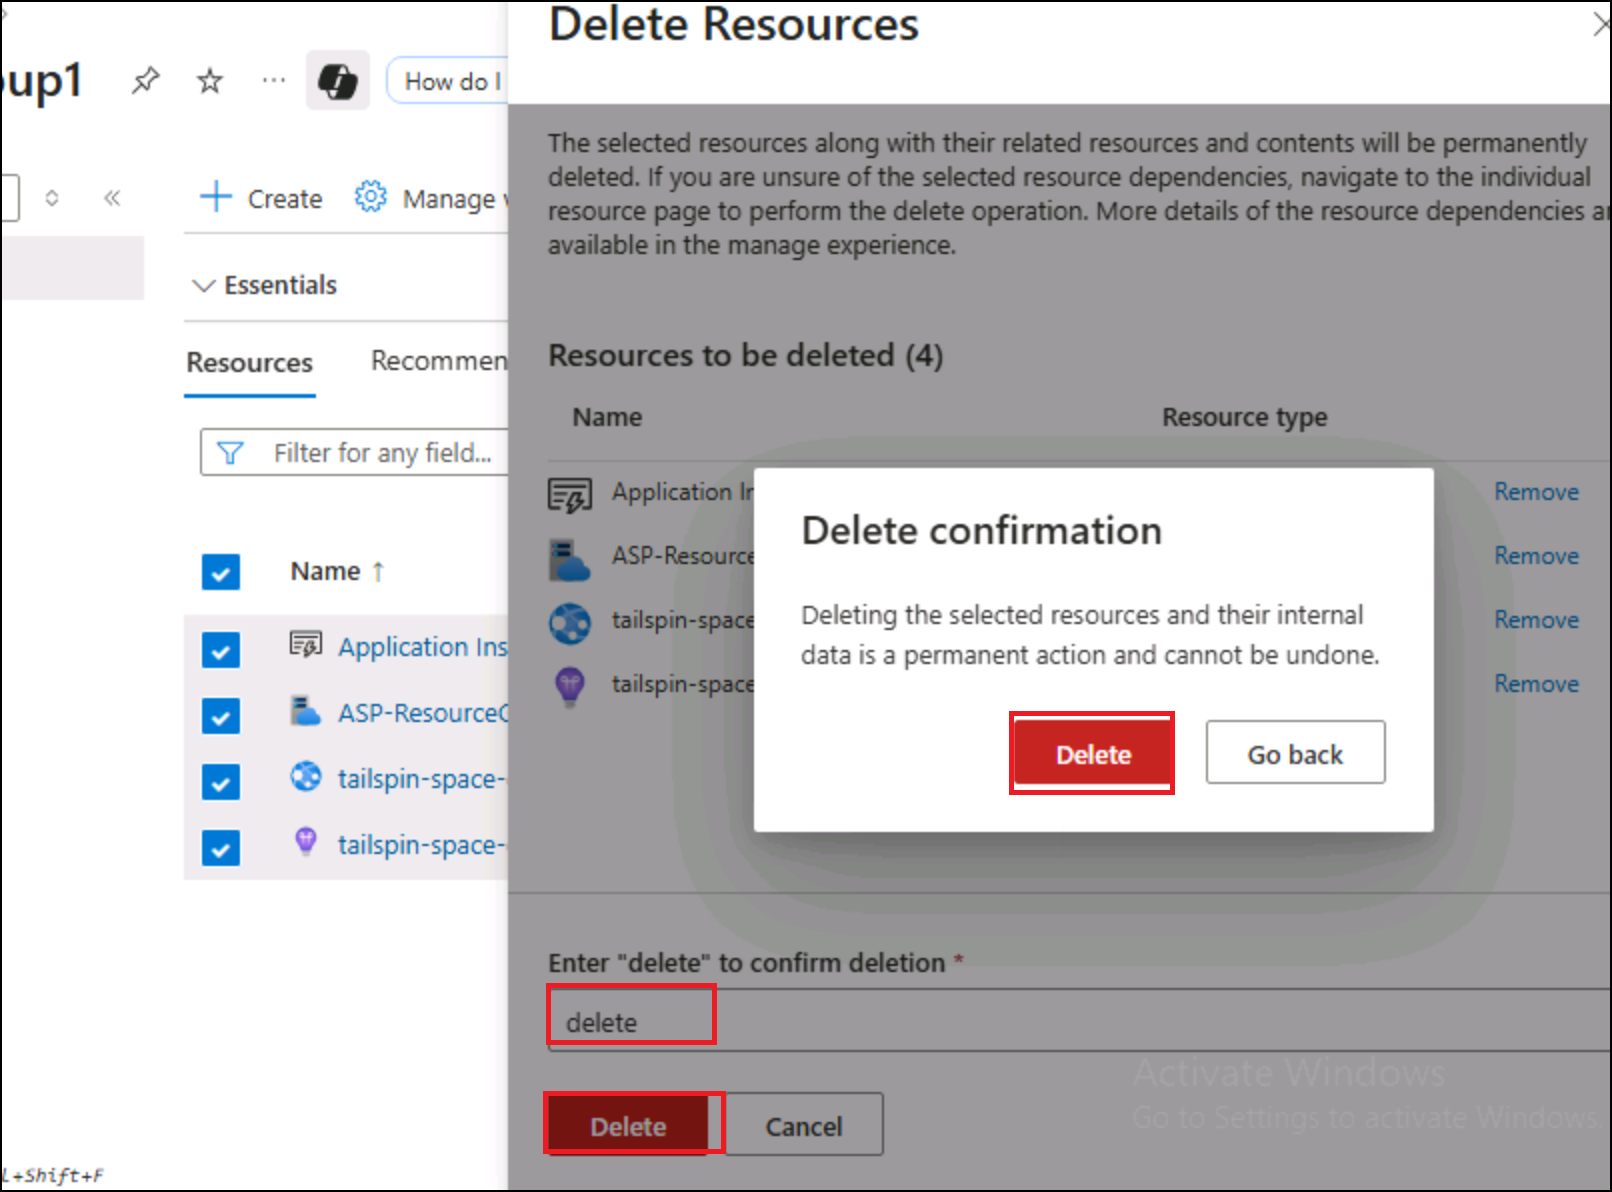 Delete Resources
oup1
How do I
The selected resources along with their related resources and contents will be permanently
deleted. If you are unsure of the selected resource dependencies, navigate to the individual
resource page to perform the delete operation. More details of the resource dependencies ar
available in the manage experience.
Create
Manage v
Essentials
Resources
Recommen
Filter for any field...
Name ↑
Application Ins
ASP-ResourceG
tailspin-space-
tailspin-space-
Resources to be deleted (4)
Name
Resource type
Application In
Remove
ASP-Resource
Remove
tailspin-space
Remove
tailspin-space
Remove
Delete confirmation
Deleting the selected resources and their internal
data is a permanent action and cannot be undone.
Delete
Go back
Enter "delete" to confirm deletion *
delete
Delete
Cancel
Activate Windows
Go to Settings to activate Windows.
L+Shift+F